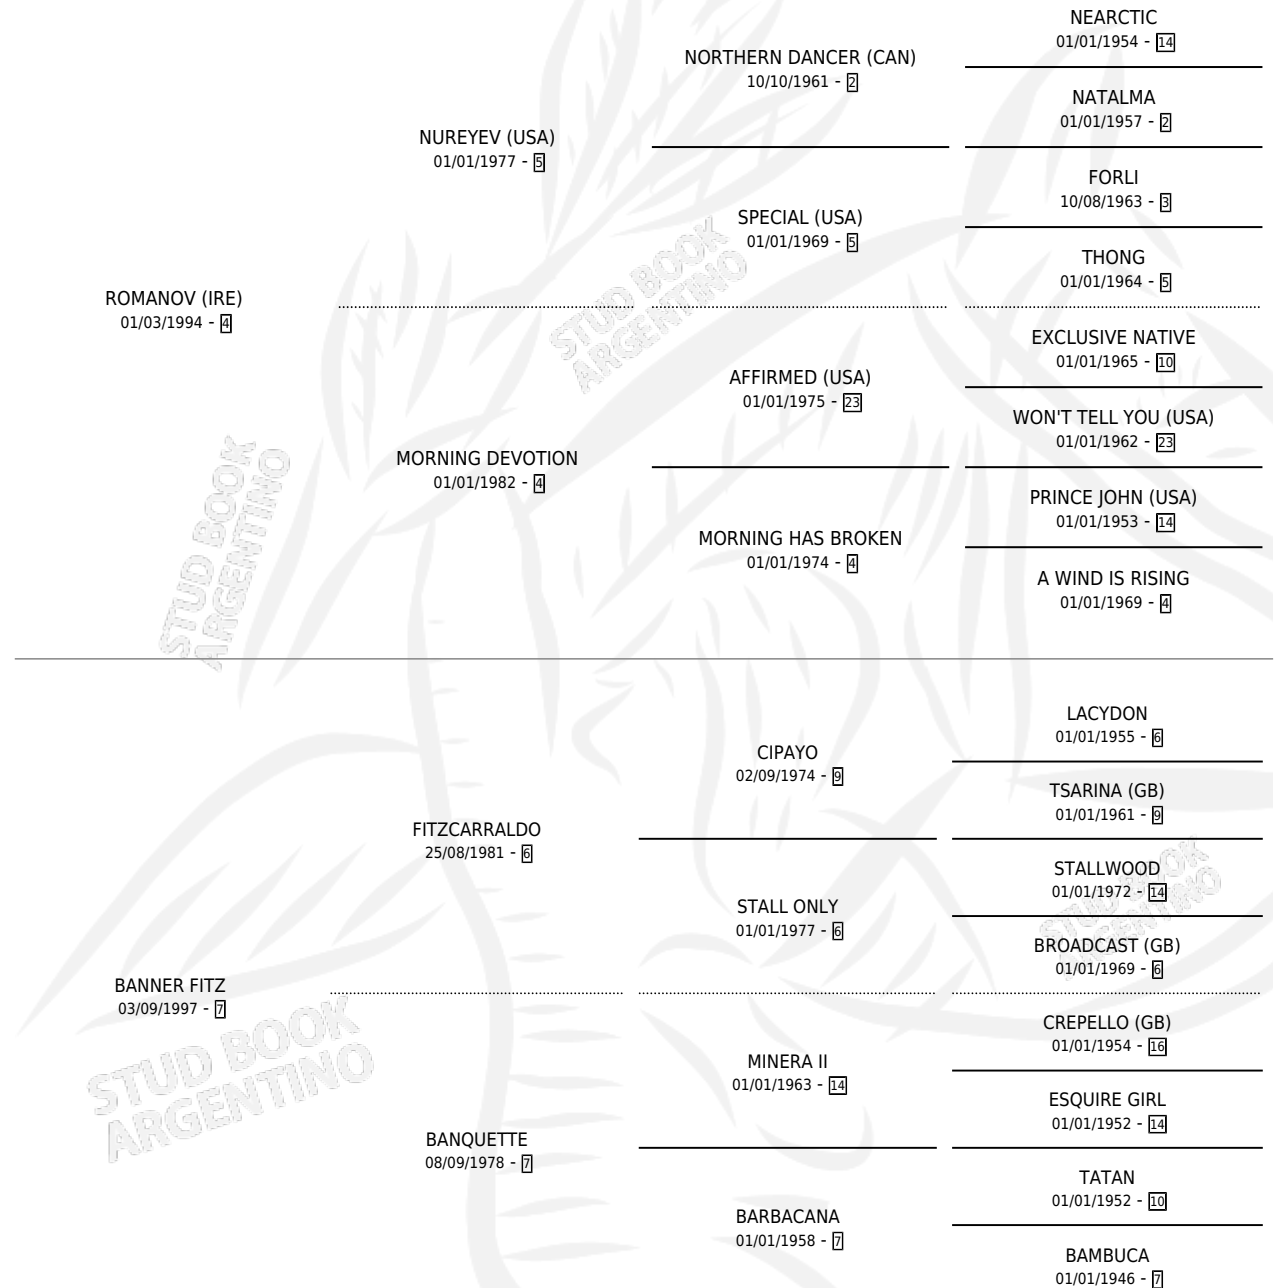 NEARCTIC
01/01/1954 - 14
NORTHERN DANCER (CAN)
10/10/1961 - 2
NATALMA
01/01/1957 - 2
NUREYEV (USA)
01/01/1977 - 5
FORLI
10/08/1963 - 3
SPECIAL (USA)
01/01/1969 - 5
THONG
01/01/1964 - 5
ROMANOV (IRE)
01/03/1994 - 4
EXCLUSIVE NATIVE
01/01/1965 - 10
AFFIRMED (USA)
01/01/1975 - 23
WON'T TELL YOU (USA)
01/01/1962 - 23
MORNING DEVOTION
01/01/1982 - 4
PRINCE JOHN (USA)
01/01/1953 - 14
MORNING HAS BROKEN
01/01/1974 - 4
A WIND IS RISING
01/01/1969 - 4
LACYDON
01/01/1955 - 6
CIPAYO
02/09/1974 - 9
TSARINA (GB)
01/01/1961 - 9
FITZCARRALDO
25/08/1981 - 6
STALLWOOD
01/01/1972 - 14
STALL ONLY
01/01/1977 - 6
BROADCAST (GB)
01/01/1969 - 6
BANNER FITZ
03/09/1997 - 7
CREPELLO (GB)
01/01/1954 - 16
MINERA II
01/01/1963 - 14
ESQUIRE GIRL
01/01/1952 - 14
BANQUETTE
08/09/1978 - 7
TATAN
01/01/1952 - 10
BARBACANA
01/01/1958 - 7
BAMBUCA
01/01/1946 - 7
STUD BOOK
ARGENTINO
STUD BOOK
ARGENTINO
STUD BOOK
ARGENTINO
STUD BOOK
ARGENTINO